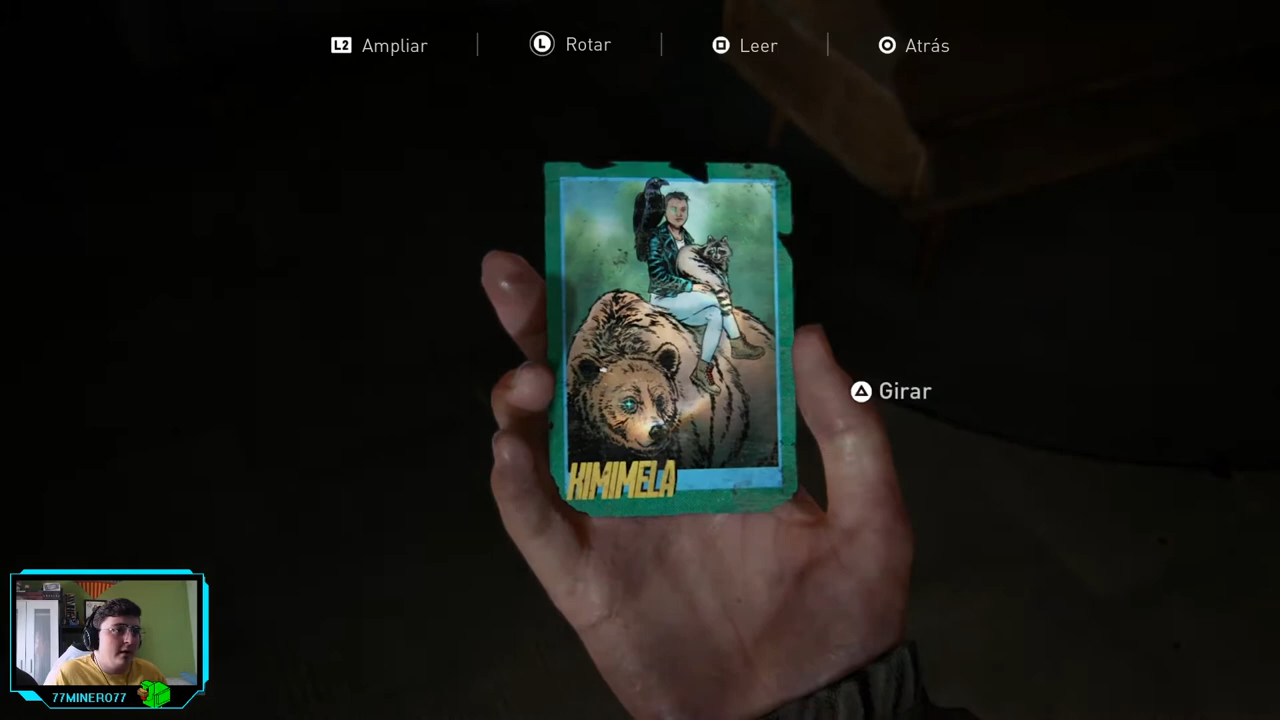 L2 Ampliar
L Rotar
Leer
Atrás
Girar
KIMIMELA
77MINERO77